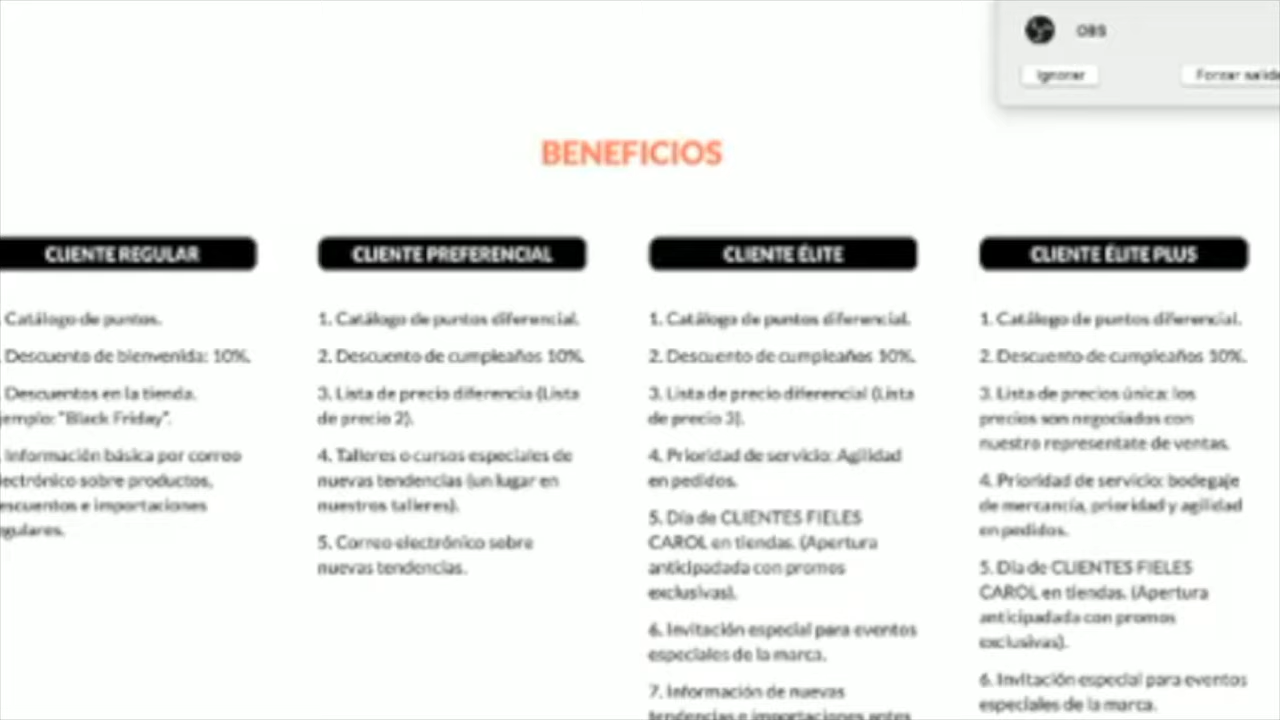 OBS
Ignorar
Forzar salida
BENEFICIOS
CLIENTE REGULAR
. Catálogo de puntos.
. Descuento de bienvenida: 10%.
. Descuentos en la tienda.
jemplo: "Black Friday".
. Información básica por correo
lectrónico sobre productos,
escuentos e importaciones
egulares.
CLIENTE PREFERENCIAL
1. Catálogo de puntos diferencial.
2. Descuento de cumpleaños 10%.
3. Lista de precio diferencia (Lista
de precio 2).
4. Talleres o cursos especiales de
nuevas tendencias (un lugar en
nuestros talleres).
5. Correo electrónico sobre
nuevas tendencias.
CLIENTE ÉLITE
1. Catálogo de puntos diferencial.
2. Descuento de cumpleaños 10%.
3. Lista de precio diferencial (Lista
de precio 3).
4. Prioridad de servicio: Agilidad
en pedidos.
5. Día de CLIENTES FIELES
CAROL en tiendas. (Apertura
anticipadada con promos
exclusivas).
6. Invitación especial para eventos
especiales de la marca.
7. Información de nuevas
tendencias e importaciones antes
CLIENTE ÉLITE PLUS
1. Catálogo de puntos diferencial.
2. Descuento de cumpleaños 10%.
3. Lista de precios única: los
precios son negociados con
nuestro representate de ventas.
4. Prioridad de servicio: bodegaje
de mercancía, prioridad y agilidad
en pedidos.
5. Día de CLIENTES FIELES
CAROL en tiendas. (Apertura
anticipadada con promos
exclusivas).
6. Invitación especial para eventos
especiales de la marca.